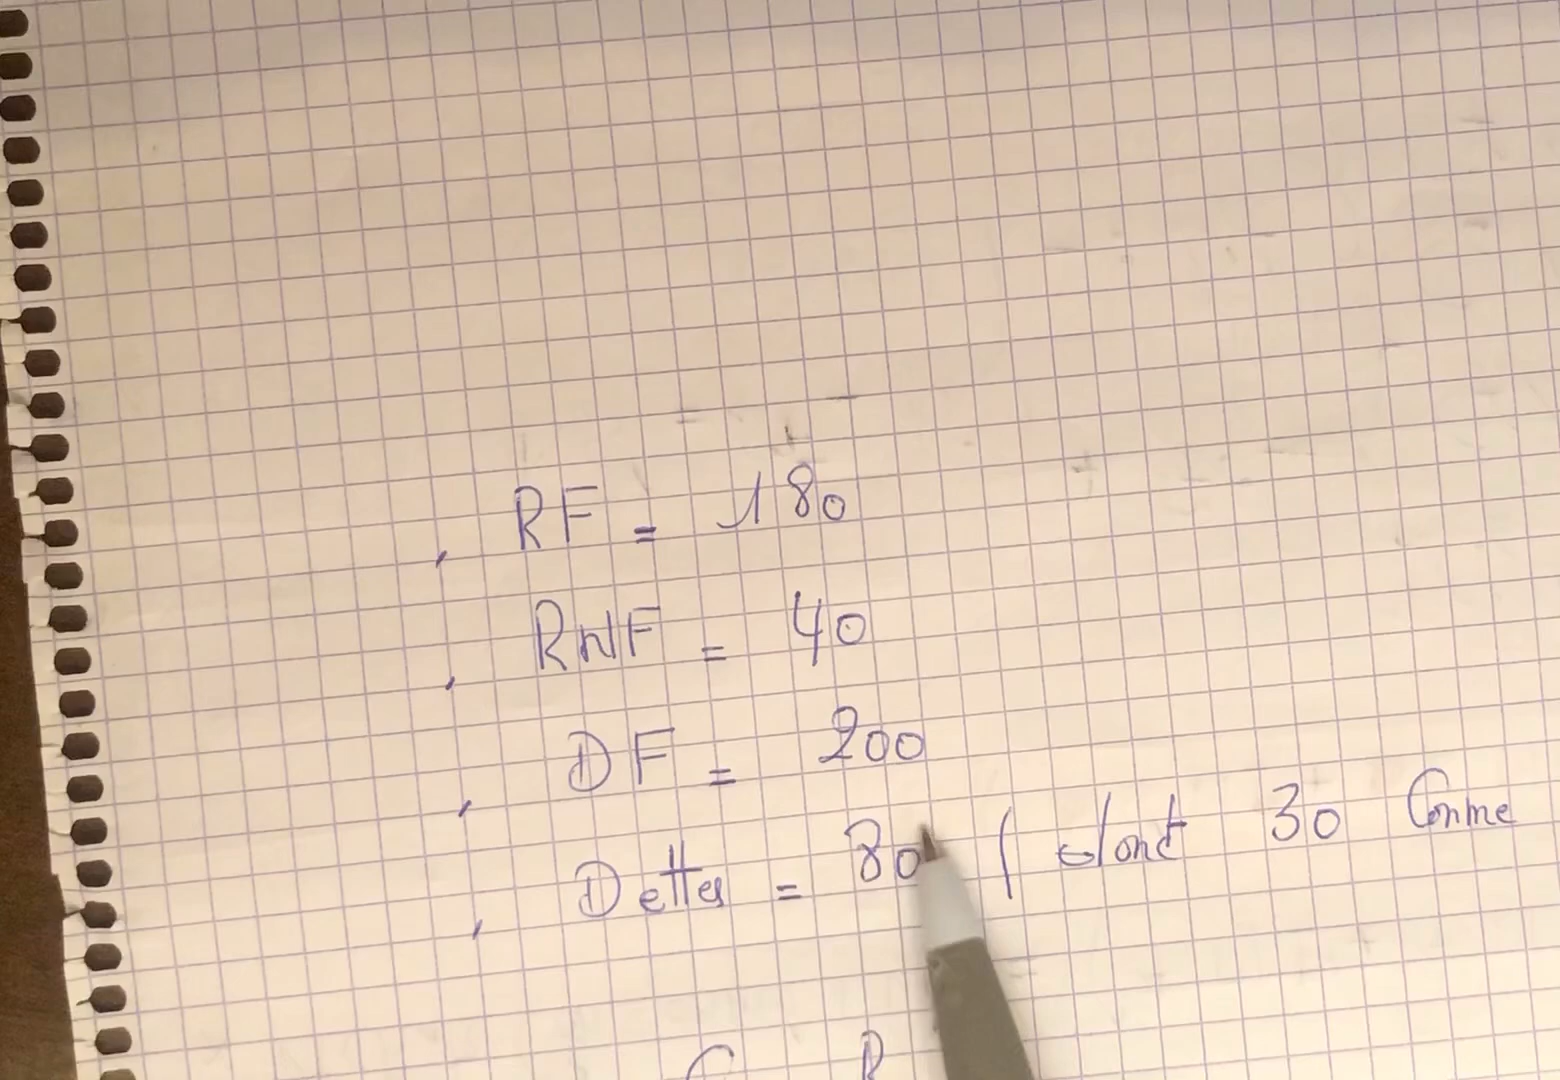 RF = 180
RNF = 40
DF = 200
Dettes = 80 ( dont 30 Comme